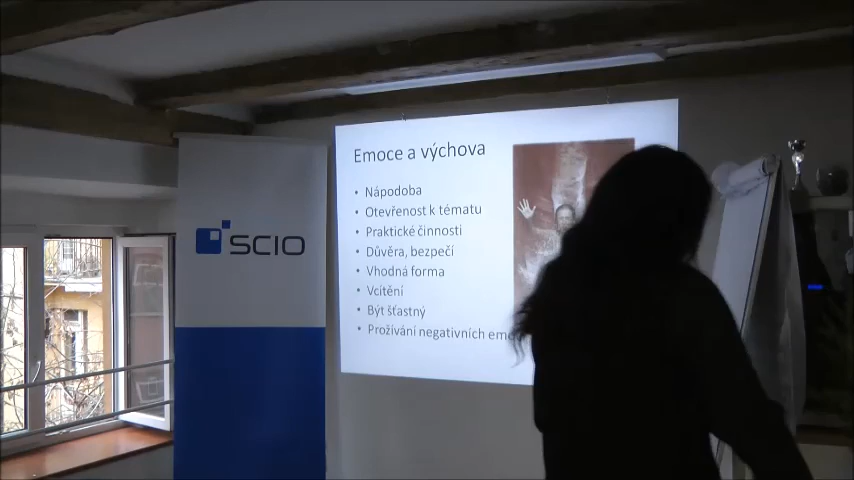 SCIO
Emoce a výchova
• Nápodoba
• Otevřenost k tématu
• Praktické činnosti
• Důvěra, bezpečí
• Vhodná forma
• Vcítění
• Být šťastný
• Prožívání negativních emo